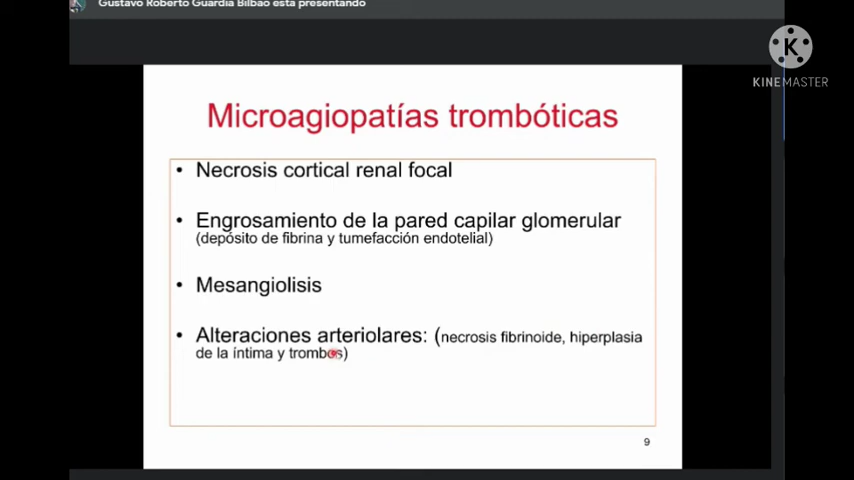 Gustavo Roberto Guardia Bilbao está presentando
K
KINEMASTER
Microagiopatías trombóticas
• Necrosis cortical renal focal
• Engrosamiento de la pared capilar glomerular
(depósito de fibrina y tumefacción endotelial)
• Mesangiolisis
• Alteraciones arteriolares: (necrosis fibrinoide, hiperplasia
de la íntima y trombos)
9